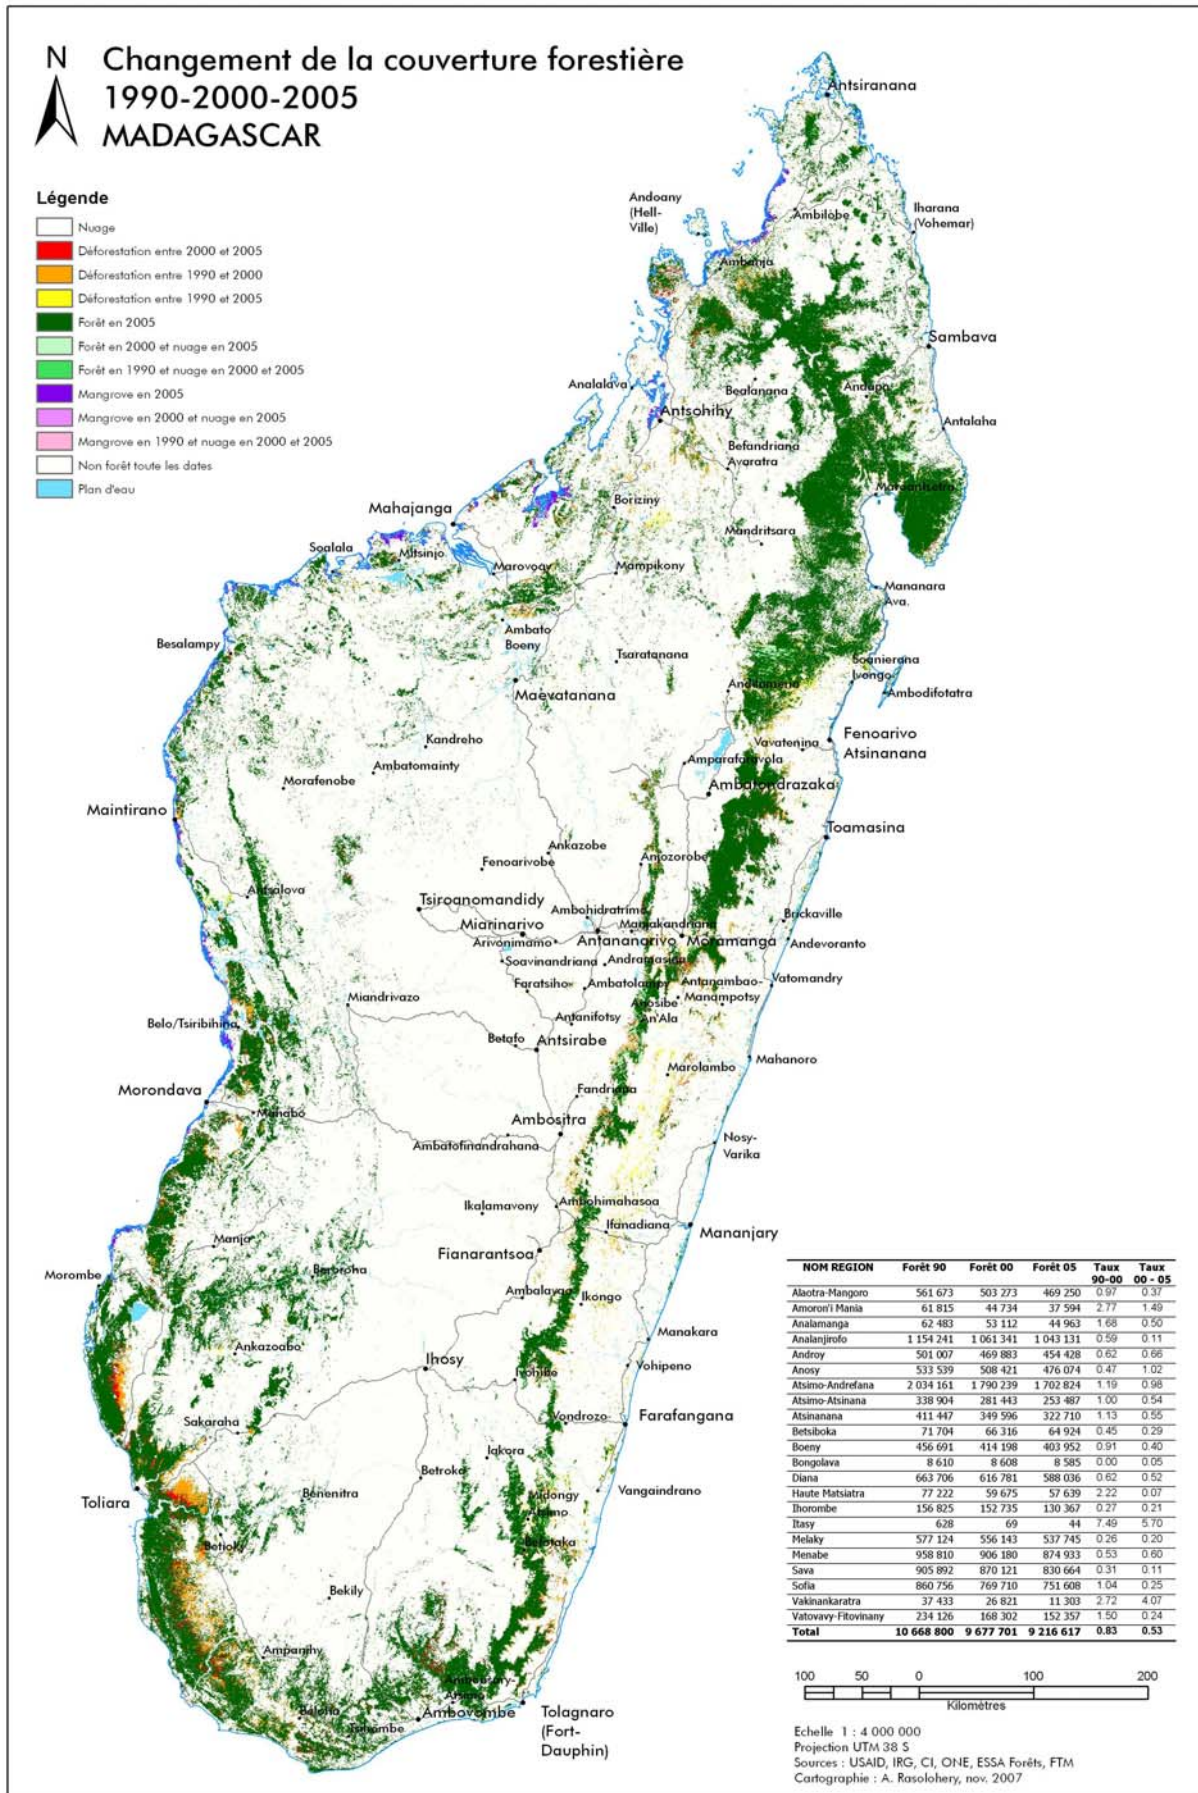 N
Changement de la couverture forestière
1990-2000-2005
MADAGASCAR
Légende
Nuage
Déforestation entre 2000 et 2005
Déforestation entre 1990 et 2000
Déforestation entre 1990 et 2005
Forêt en 2005
Forêt en 2000 et nuage en 2005
Forêt en 1990 et nuage en 2000 et 2005
Mangrove en 2005
Mangrove en 2000 et nuage en 2005
Mangrove en 1990 et nuage en 2000 et 2005
Non forêt toute les dates
Plan d'eau
Antsiranana
Andoany
(Hell-
Ville)
Ambilobe
Iharana
(Vohemar)
Ambanja
Sambava
Analalava
Bealanana
Andapa
Antsohihy
Antalaha
Befandriana
Avaratra
Maroantsetra
Boriziny
Mahajanga
Mandritsara
Soalala
Mitsinjo
Marovoay
Mampikony
Mananara
Ava.
Ambato
Boeny
Besalampy
Tsaratanana
Soanierana
Ivongo
Maevatanana
Andilamena
Ambodifotatra
Kandreho
Vavatenina
Fenoarivo
Atsinanana
Ambatomainty
Amparafaravola
Morafenobe
Ambatondrazaka
Maintirano
Toamasina
Ankazobe
Fenoarivobe
Anjozorobe
Antsalova
Tsiroanomandidy
Ambohidratrimo
Brickaville
Miarinarivo
Manjakandriana
Arivonimamo
Antananarivo
Moramanga
Andevoranto
Soavinandriana
Andramasina
Faratsiho
Ambatolampy
Antanambao-
Manampotsy
Vatomandry
Miandrivazo
Anosibe
An'Ala
Belo/Tsiribihina
Antanifotsy
Betafo
Antsirabe
Mahanoro
Marolambo
Morondava
Fandriana
Mahabo
Ambositra
Ambatofinandrahana
Nosy-
Varika
Ikalamavony
Ambohimahasoa
Ifanadiana
Mananjary
Manja
Fianarantsoa
Morombe
Beroroha
Ambalavao
Ikongo
Manakara
Ankazoabo
Ihosy
Ivohibe
Vohipeno
Sakaraha
Vondrozo
Farafangana
Iakora
Betroka
Toliara
Benenitra
Midongy
Atsimo
Vangaindrano
Betioky
Befotaka
Bekily
Ampanihy
Amboasary-
Atsimo
Beloha
Tsihombe
Ambovombe
Tolagnaro
(Fort-
Dauphin)
NOM REGION Forêt 90 Forêt 00 Forêt 05 Taux 90-00 Taux 00 - 05
Alaotra-Mangoro 561 673 503 273 469 250 0.97 0.37
Amoron'i Mania 61 815 44 734 37 594 2.77 1.49
Analamanga 62 483 53 112 44 963 1.68 0.50
Analanjirofo 1 154 241 1 061 341 1 043 131 0.59 0.11
Androy 501 007 469 883 454 428 0.62 0.66
Anosy 533 539 508 421 476 074 0.47 1.02
Atsimo-Andrefana 2 034 161 1 790 239 1 702 824 1.19 0.98
Atsimo-Atsinana 338 904 281 443 253 487 1.00 0.54
Atsinanana 411 447 349 596 322 710 1.13 0.55
Betsiboka 71 704 66 316 64 924 0.45 0.29
Boeny 456 691 414 198 403 952 0.91 0.40
Bongolava 8 610 8 608 8 585 0.00 0.05
Diana 663 706 616 781 588 036 0.62 0.52
Haute Matsiatra 77 222 59 675 57 639 2.22 0.07
Ihorombe 156 825 152 735 130 367 0.27 0.21
Itasy 628 69 44 7.49 5.70
Melaky 577 124 556 143 537 745 0.26 0.20
Menabe 958 810 906 180 874 933 0.53 0.60
Sava 905 892 870 121 830 664 0.31 0.11
Sofia 860 756 769 710 751 608 1.04 0.25
Vakinankaratra 37 433 26 821 11 303 2.72 4.07
Vatovavy-Fitovinany 234 126 168 302 152 357 1.50 0.24
Total 10 668 800 9 677 701 9 216 617 0.83 0.53
100 50 0 100 200
Kilomètres
Echelle 1 : 4 000 000
Projection UTM 38 S
Sources : USAID, IRG, CI, ONE, ESSA Forêts, FTM
Cartographie : A. Rasolohery, nov. 2007